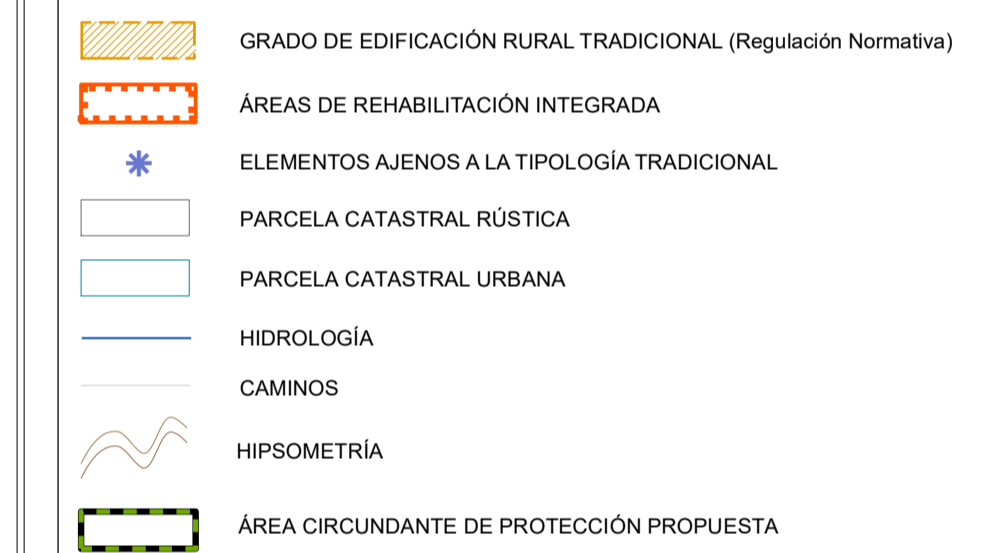 GRADO DE EDIFICACIÓN RURAL TRADICIONAL (Regulación Normativa)
ÁREAS DE REHABILITACIÓN INTEGRADA
ELEMENTOS AJENOS A LA TIPOLOGÍA TRADICIONAL
PARCELA CATASTRAL RÚSTICA
PARCELA CATASTRAL URBANA
HIDROLOGÍA
CAMINOS
HIPSOMETRÍA
ÁREA CIRCUNDANTE DE PROTECCIÓN PROPUESTA